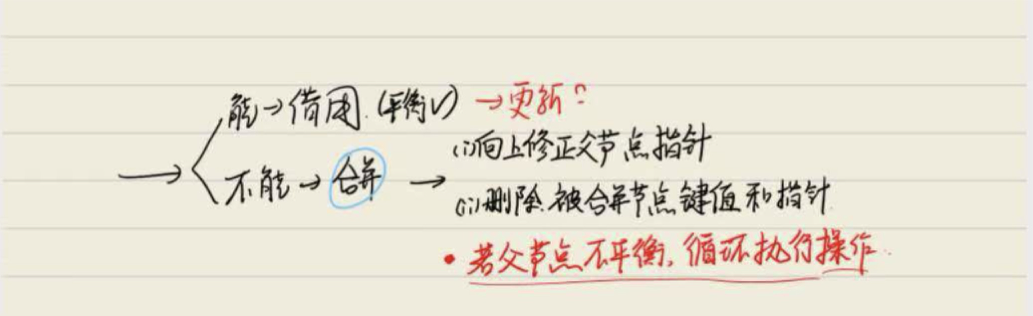 能→借用.(平衡√) →更新?
(i)向上修正父节点指针
不能→合并 →
(ii)删除.被合并节点键值和指针.
• 若父节点不平衡,循环执行操作.